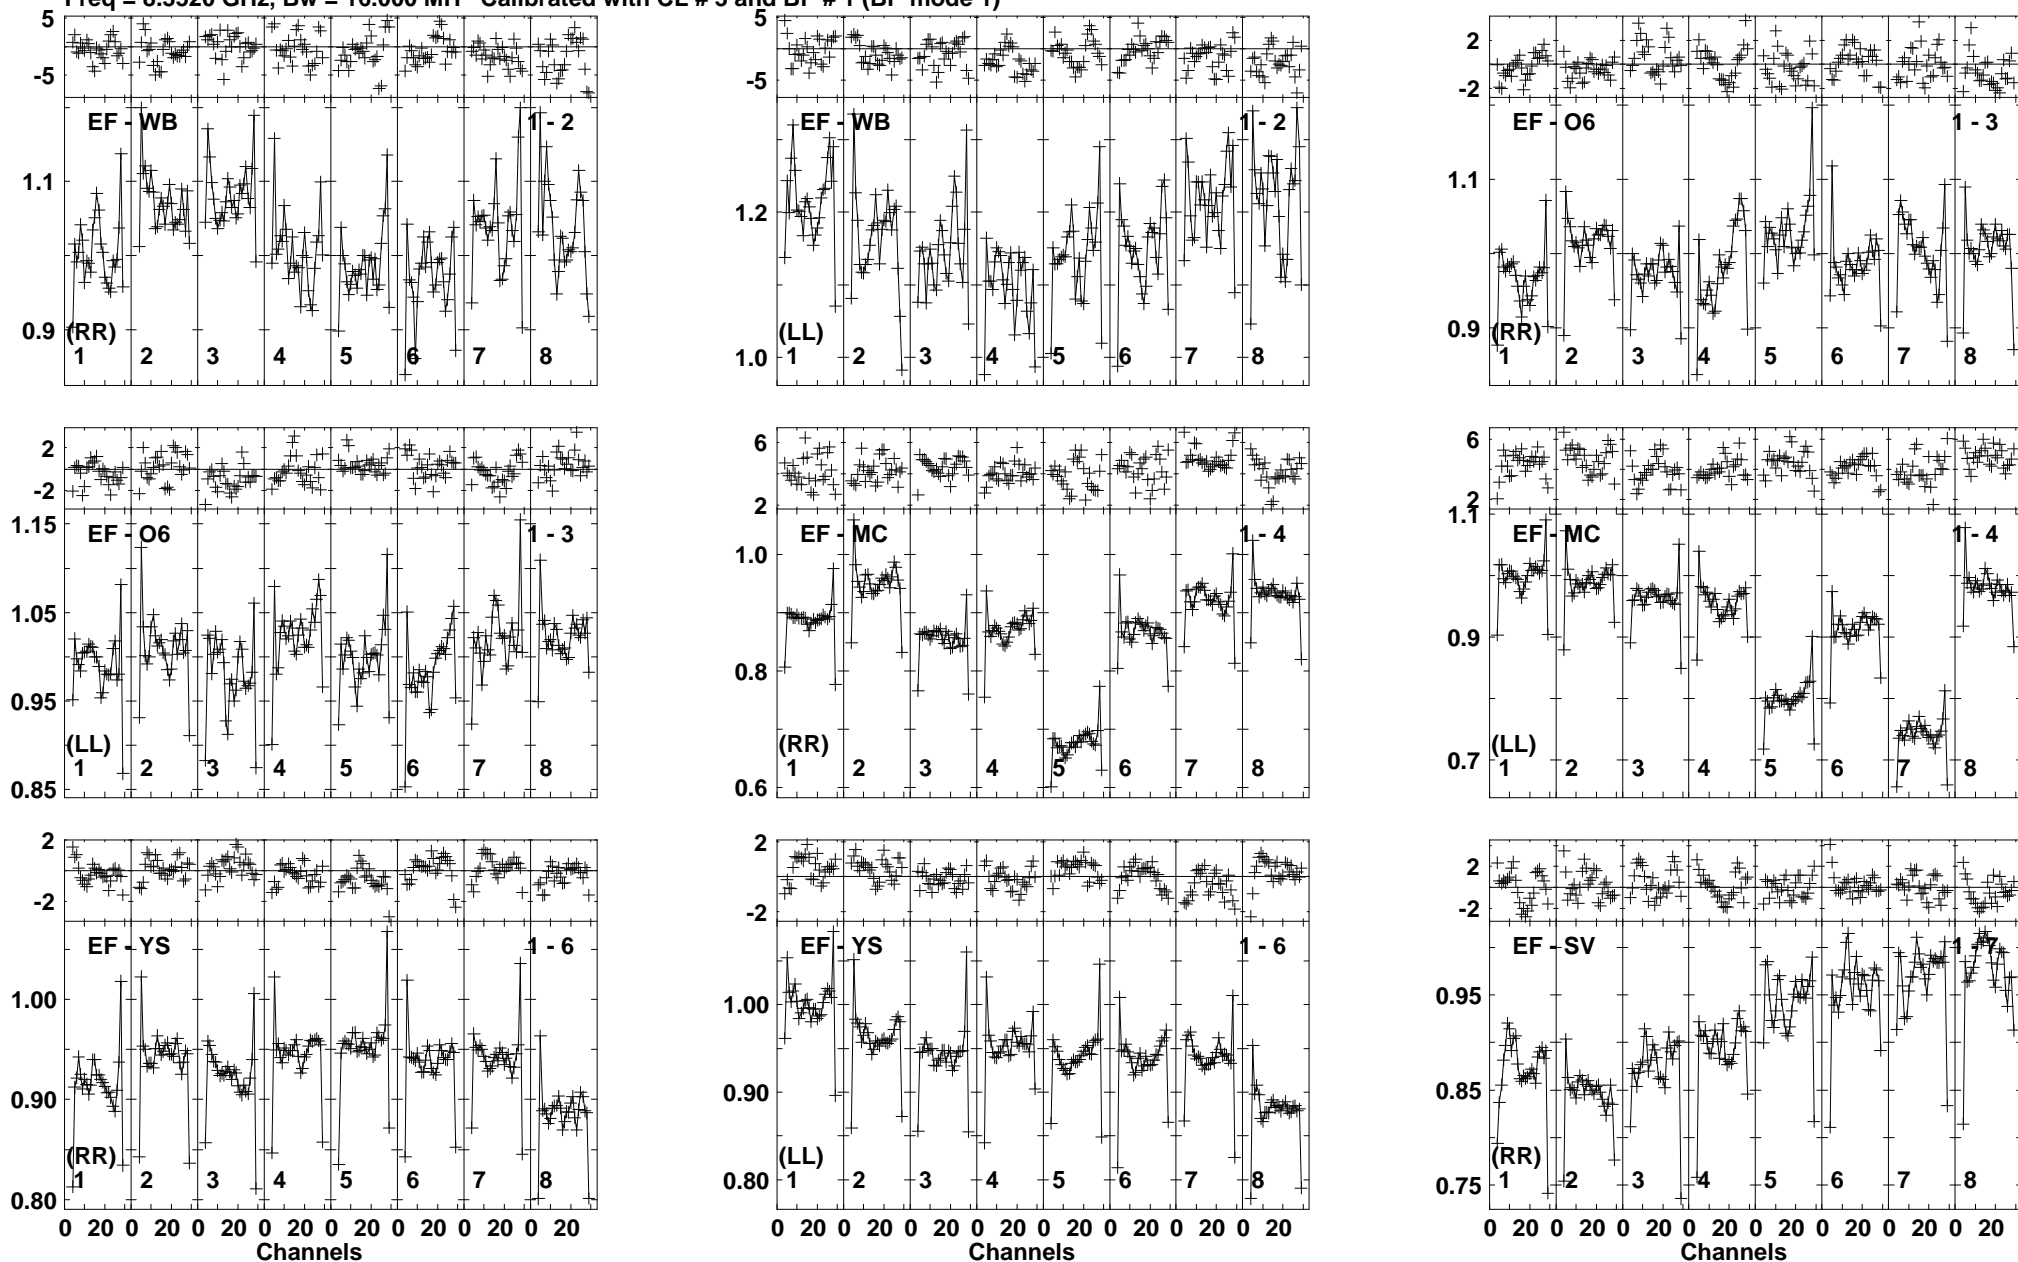 Calibrated with CL # 3 and BP # 1 (BP mode 1)
5
-5
EF - WB
1 - 2
1.1
0.9
(RR)
1 2 3 4 5 6 7 8
5
-5
EF - WB
1 - 2
1.2
1.0
(LL)
1 2 3 4 5 6 7 8
2
-2
EF - O6
1 - 3
1.1
0.9
(RR)
1 2 3 4 5 6 7 8
2
-2
1.15
EF - O6
1 - 3
1.05
0.95
(LL)
0.85
1 2 3 4 5 6 7 8
6
2
EF - MC
1 - 4
1.0
0.8
(RR)
0.6
1 2 3 4 5 6 7 8
6
2
1.1
EF - MC
1 - 4
0.9
0.7
(LL)
1 2 3 4 5 6 7 8
2
-2
EF - YS
1 - 6
1.00
0.90
(RR)
0.80
1 2 3 4 5 6 7 8
0 20 0 20 0 20 0 20 0 20 0 20 0 20 0 20
Channels
2
-2
EF - YS
1 - 6
1.00
0.90
(LL)
0.80
1 2 3 4 5 6 7 8
0 20 0 20 0 20 0 20 0 20 0 20 0 20 0 20
2
-2
EF - SV
1 - 7
0.95
0.85
(RR)
0.75
1 2 3 4 5 6 7 8
0 20 0 20 0 20 0 20 0 20 0 20 0 20 0 20
Channels